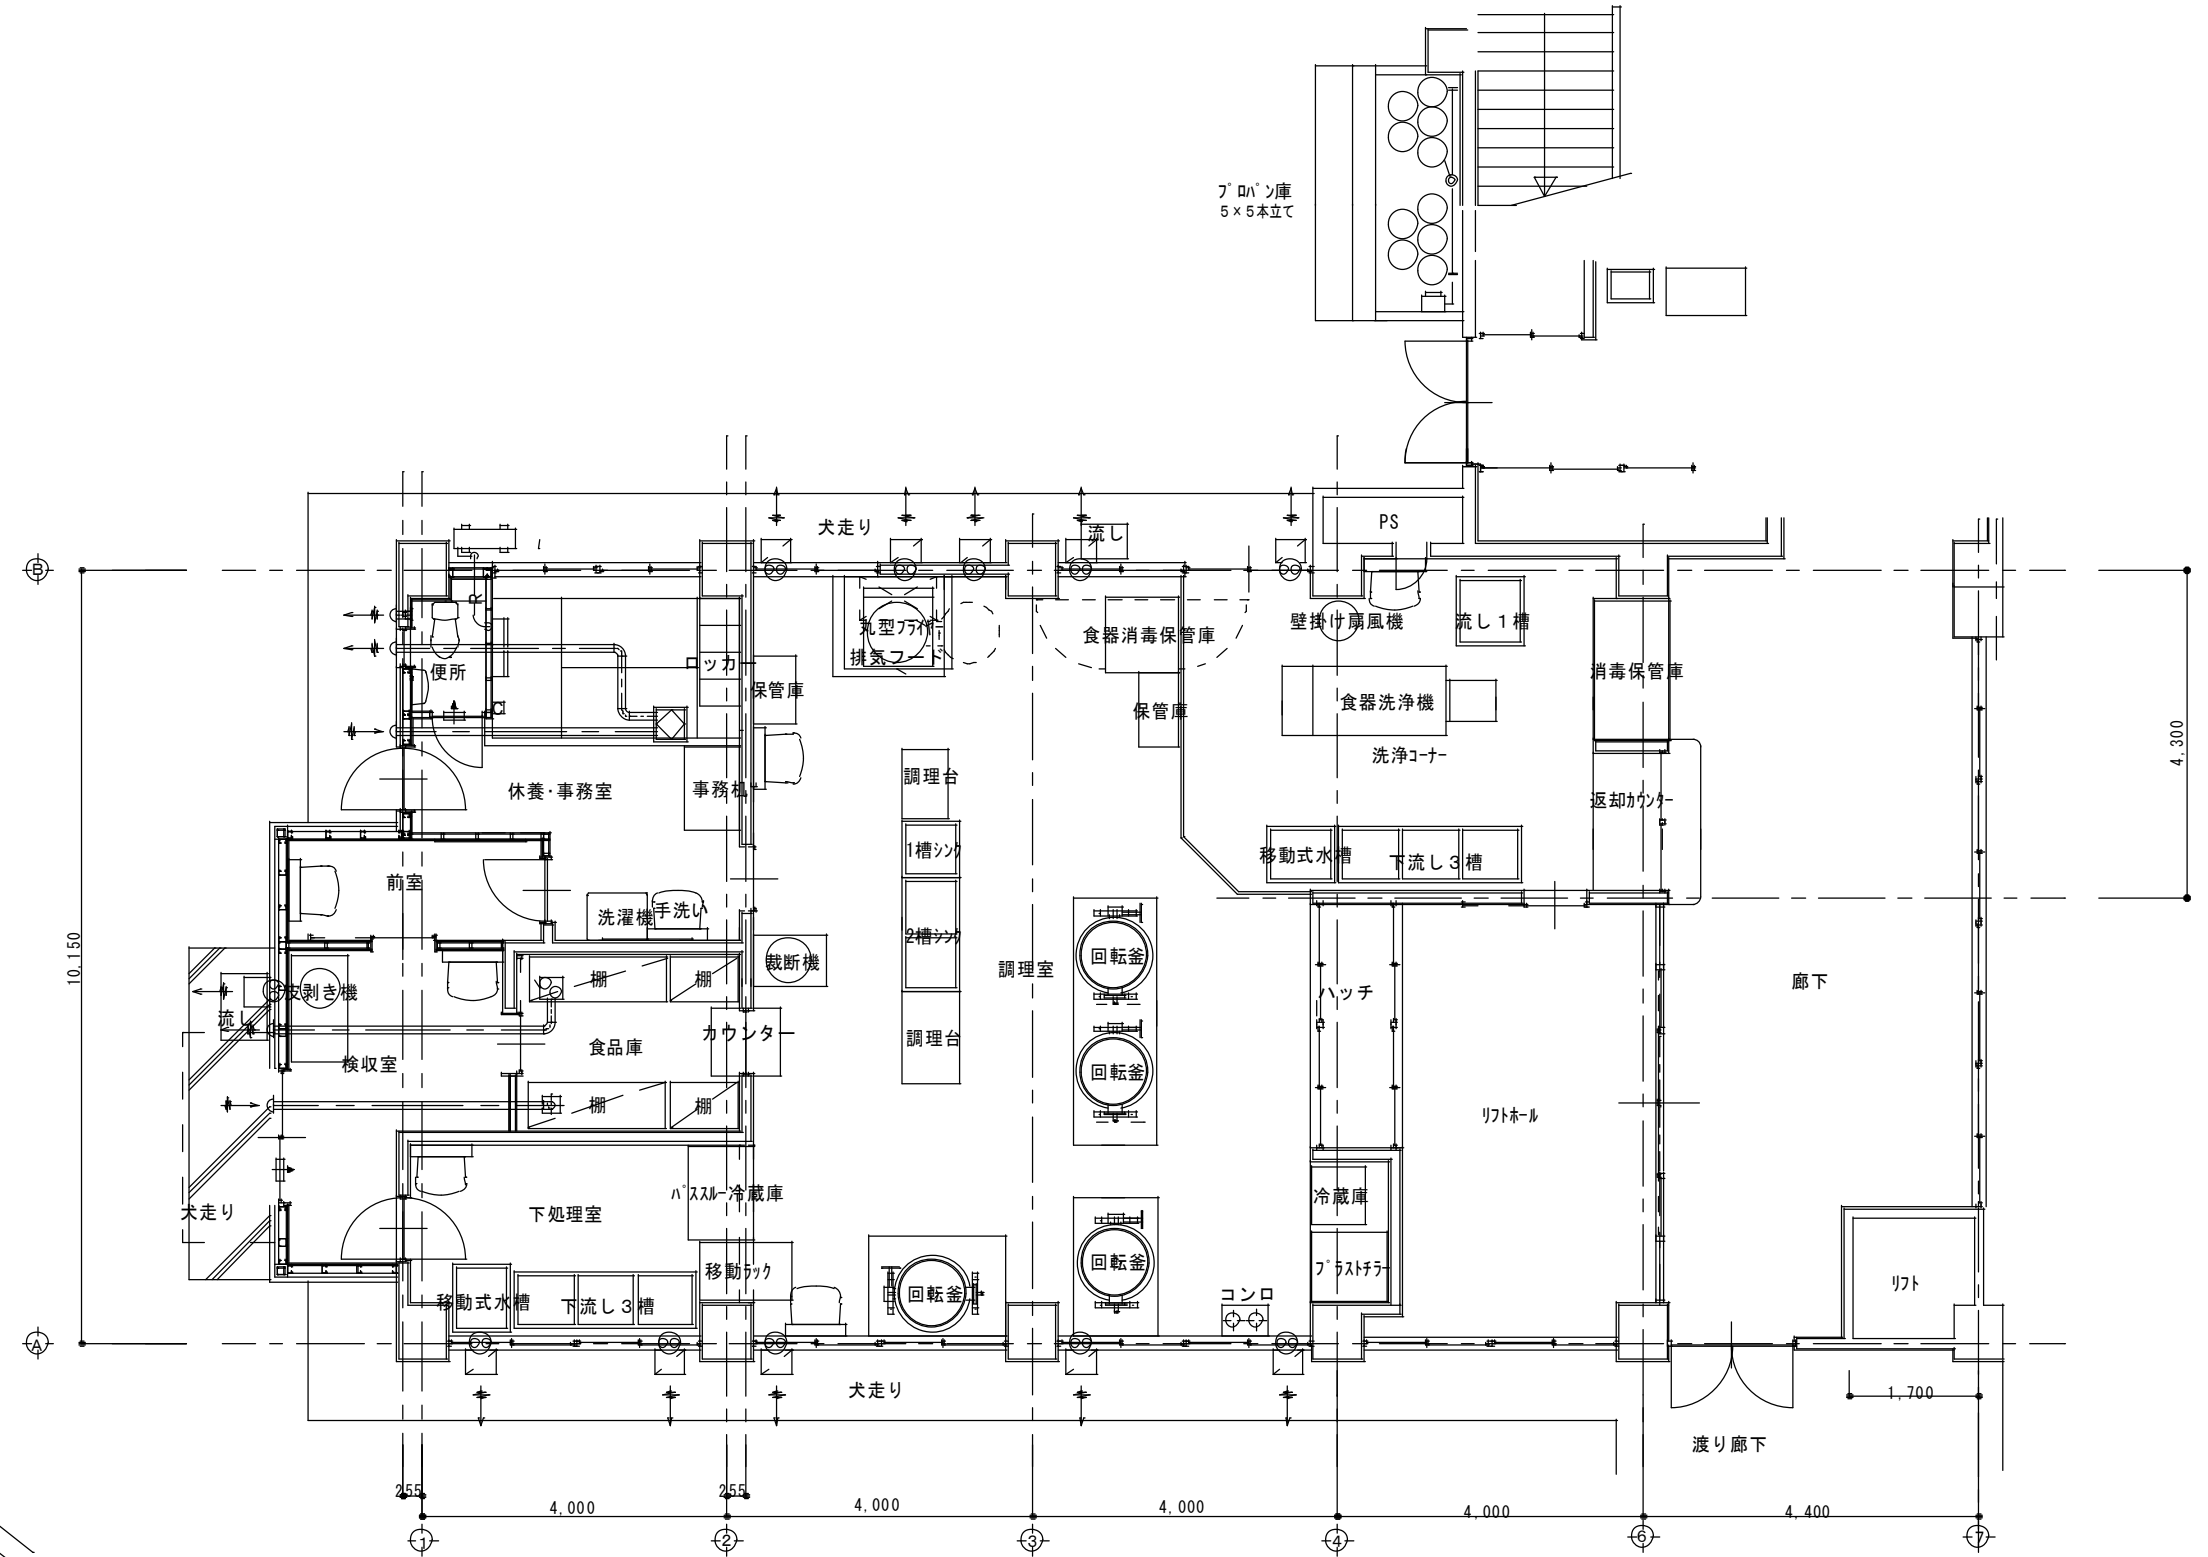 プロパン庫
5×5本立て
犬走り
流し
PS
B
R
便所
C
ロッカー
保管庫
丸型フライヤー
排気フード
食器消毒保管庫
保管庫
壁掛け扇風機
流し1槽
消毒保管庫
食器洗浄機
洗浄コーナー
4,300
休養・事務室
事務机
調理台
返却カウンター
1槽シンク
移動式水槽
下流し3槽
前室
洗濯機
手洗い
2槽シンク
10,150
裁断機
調理室
回転釜
廊下
棚
棚
皮剥き機
流し
ハッチ
検収室
食品庫
カウンター
調理台
回転釜
棚
棚
リフトホール
犬走り
下処理室
パススルー冷蔵庫
冷蔵庫
移動ラック
回転釜
ブラストチラー
リフト
移動式水槽
下流し3槽
回転釜
コンロ
A
犬走り
1,700
渡り廊下
255
4,000
255
4,000
4,000
4,000
4,400
1
2
3
4
6
7